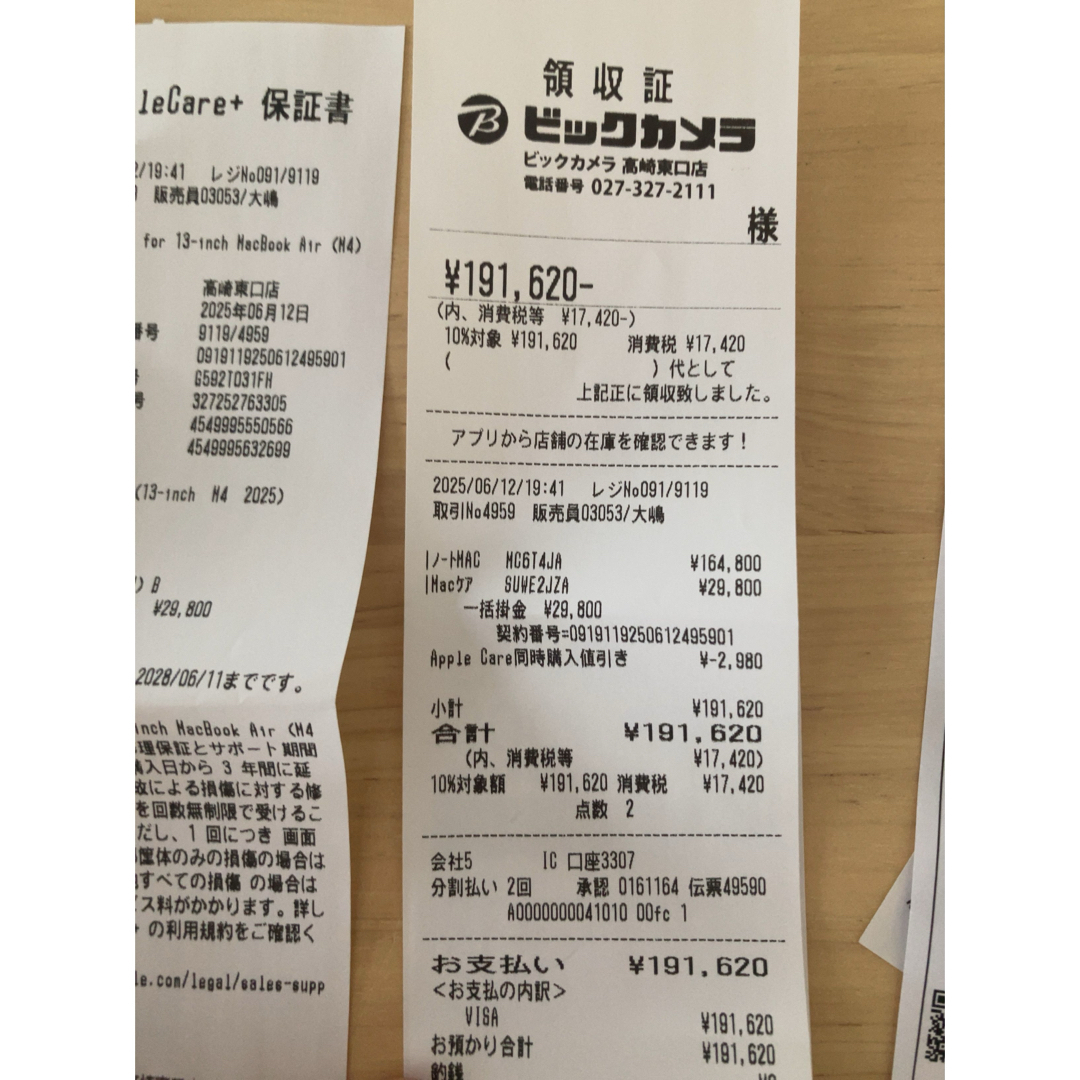 leCare+ 保証書
2/19:41 レジNo091/9119
販売員03053/大嶋
for 13-inch MacBook Air (M4)
高崎東口店
2025年06月12日
番号 9119/4959
0919119250612495901
G592T031FH
号 327252763305
4549995550566
4549995632699
(13-inch M4 2025)
) B
¥29,800
2028/06/11までです。
inch MacBook Air (M4
理保証とサポート期間
購入日から 3 年間に延
故による損傷に対する修
を回数無制限で受けるこ
だし、1 回につき 画面
筐体のみの損傷の場合は
すべての損傷 の場合は
ス料がかかります。詳し
の利用規約をご確認く
le.com/legal/sales-supp
領収証
B ビックカメラ
ビックカメラ 高崎東口店
電話番号 027-327-2111
様
¥191,620-
(内、消費税等 ¥17,420-)
10%対象 ¥191,620 消費税 ¥17,420
( )代として
上記正に領収致しました。
アプリから店舗の在庫を確認できます!
2025/06/12/19:41 レジNo091/9119
取引No4959 販売員03053/大嶋
|ノートMAC MC6T4JA ¥164,800
|Macケア SUWE2JZA ¥29,800
一括掛金 ¥29,800
契約番号=0919119250612495901
Apple Care同時購入値引き ¥-2,980
小計 ¥191,620
合計 ¥191,620
(内、消費税等 ¥17,420)
10%対象額 ¥191,620 消費税 ¥17,420
点数 2
会社5 IC 口座3307
分割払い 2回 承認 0161164 伝票49590
A0000000041010 00fc 1
お支払い ¥191,620
<お支払の内訳>
VISA ¥191,620
お預かり合計 ¥191,620
釣銭